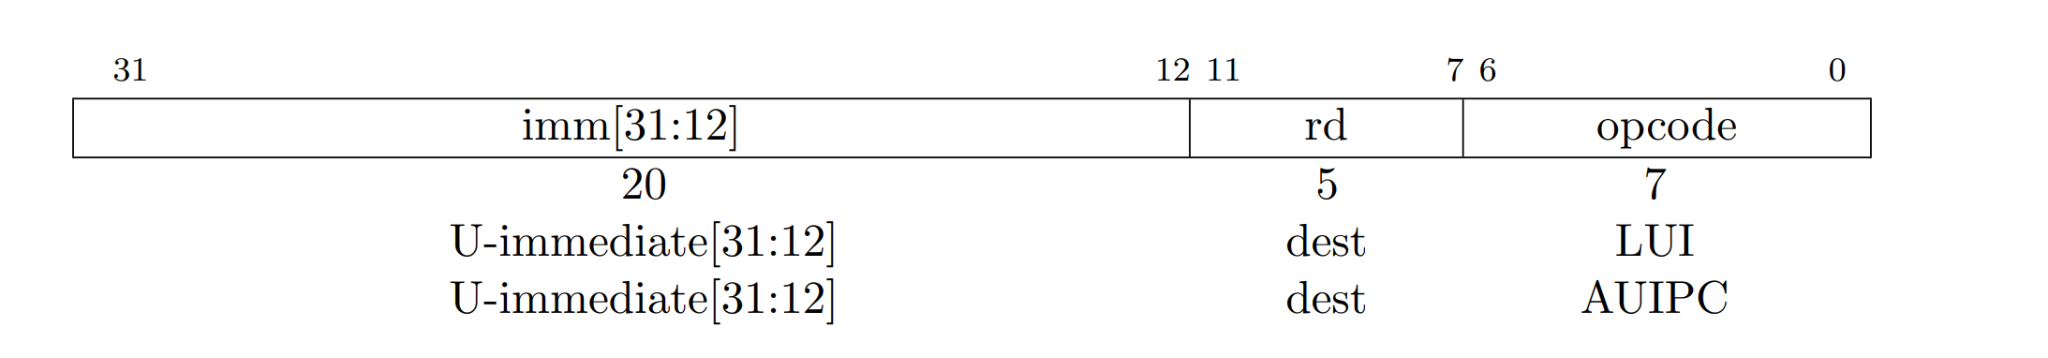 31 12 11 7 6 0
imm[31:12] rd opcode
20 5 7
U-immediate[31:12] dest LUI
U-immediate[31:12] dest AUIPC